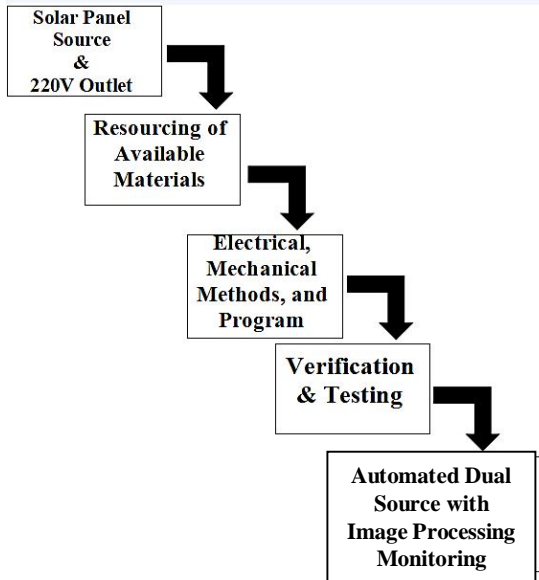 Solar Panel
Source
&
220V Outlet
Resourcing of
Available
Materials
Electrical,
Mechanical
Methods, and
Program
Verification
& Testing
Automated Dual
Source with
Image Processing
Monitoring